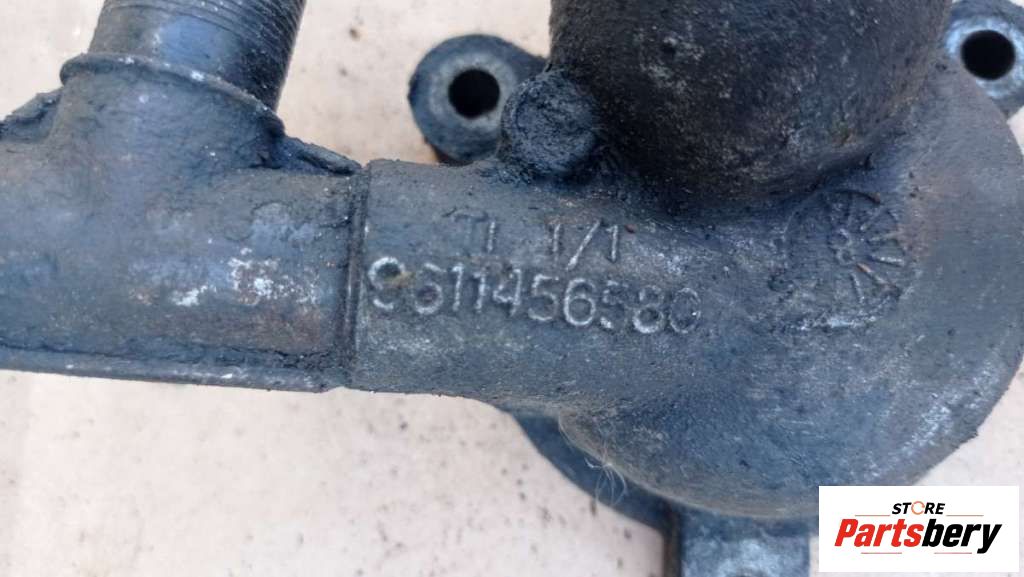 TI 1/1
9611456580
STORE
Partsbery